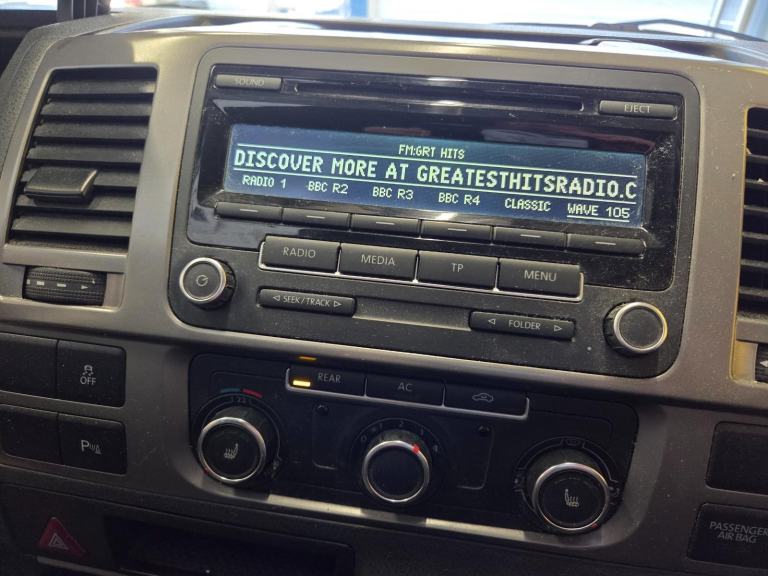 SOUND
EJECT
FM:GRT HITS
DISCOVER MORE AT GREATESTHITSRADIO.C
RADIO 1 BBC R2 BBC R3 BBC R4 CLASSIC WAVE 105
RADIO MEDIA TP MENU
SEEK/TRACK
FOLDER
OFF
REAR AC
P
PASSENGER
AIR BAG